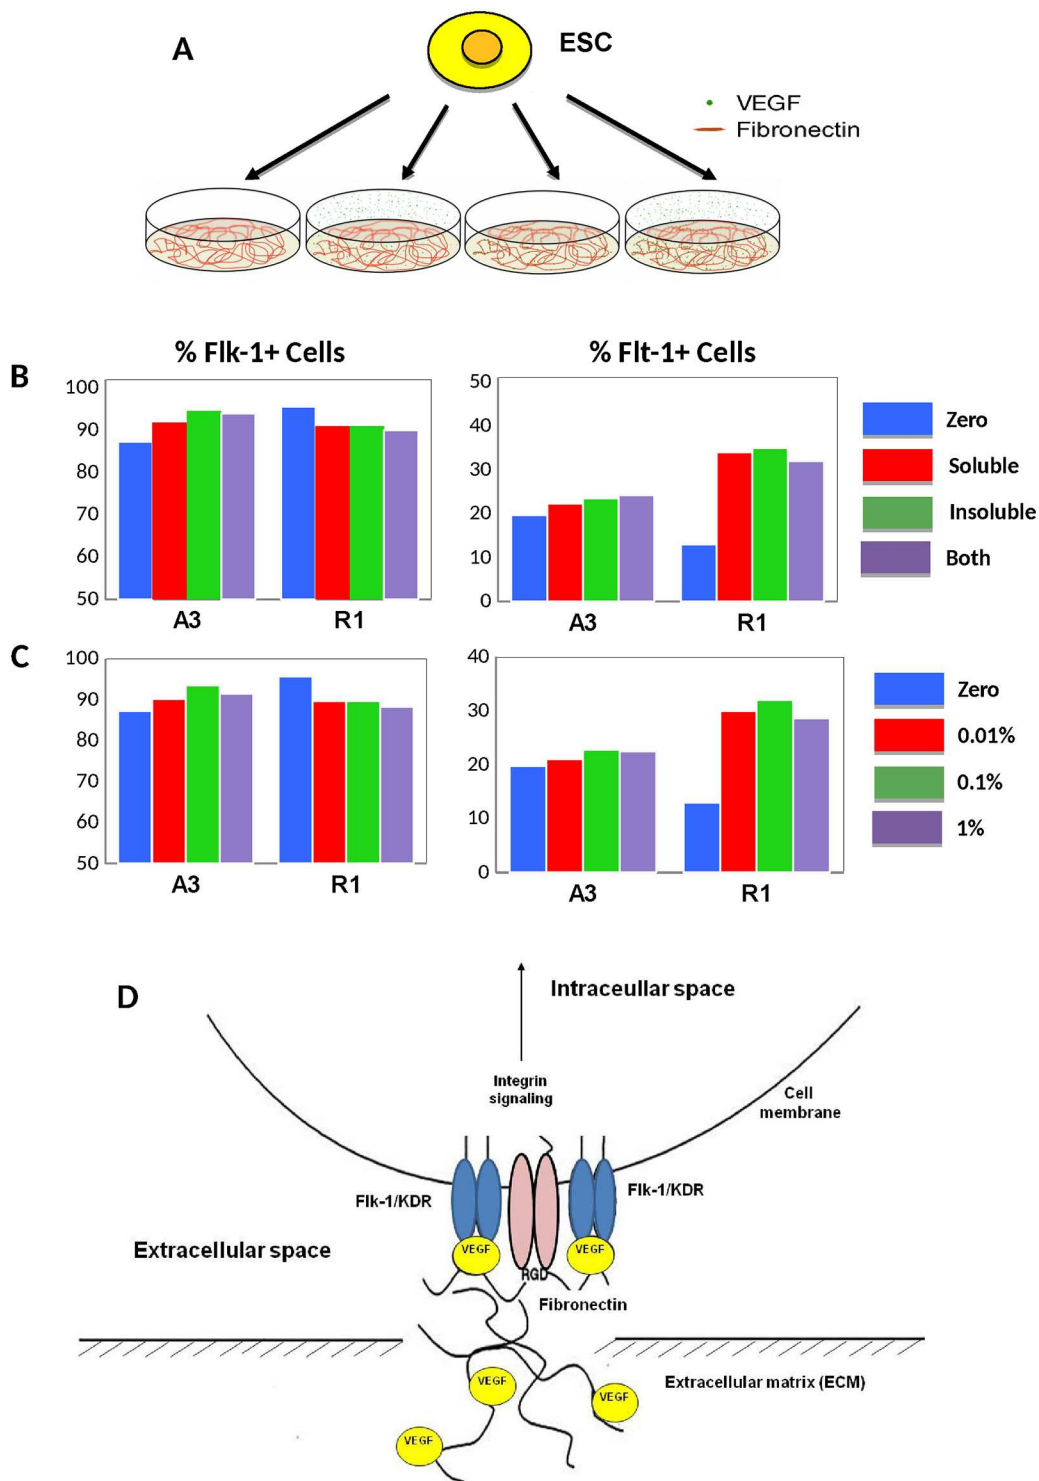 A
ESC
VEGF
Fibronectin
B
% Flk-1+ Cells
% Flt-1+ Cells
100
90
80
70
60
50
A3
R1
50
40
30
20
10
0
A3
R1
Zero
Soluble
Insoluble
Both
C
100
90
80
70
60
50
A3
R1
40
30
20
10
0
A3
R1
Zero
0.01%
0.1%
1%
D
Intraceullar space
Integrin
signaling
Cell
membrane
Flk-1/KDR
Flk-1/KDR
Extracellular space
VEGF
VEGF
RGD
Fibronectin
VEGF
VEGF
Extracellular matrix (ECM)
VEGF